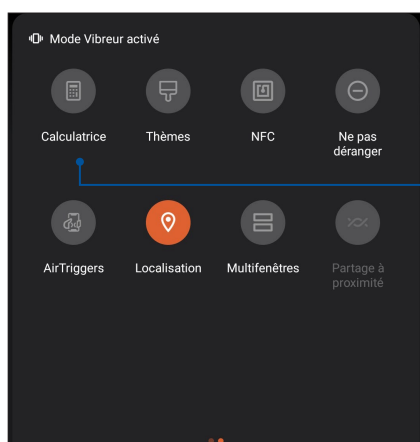 Mode Vibreur activé
Calculatrice
Thèmes
NFC
Ne pas
déranger
AirTriggers
Localisation
Multifenêtres
Partage à
proximité